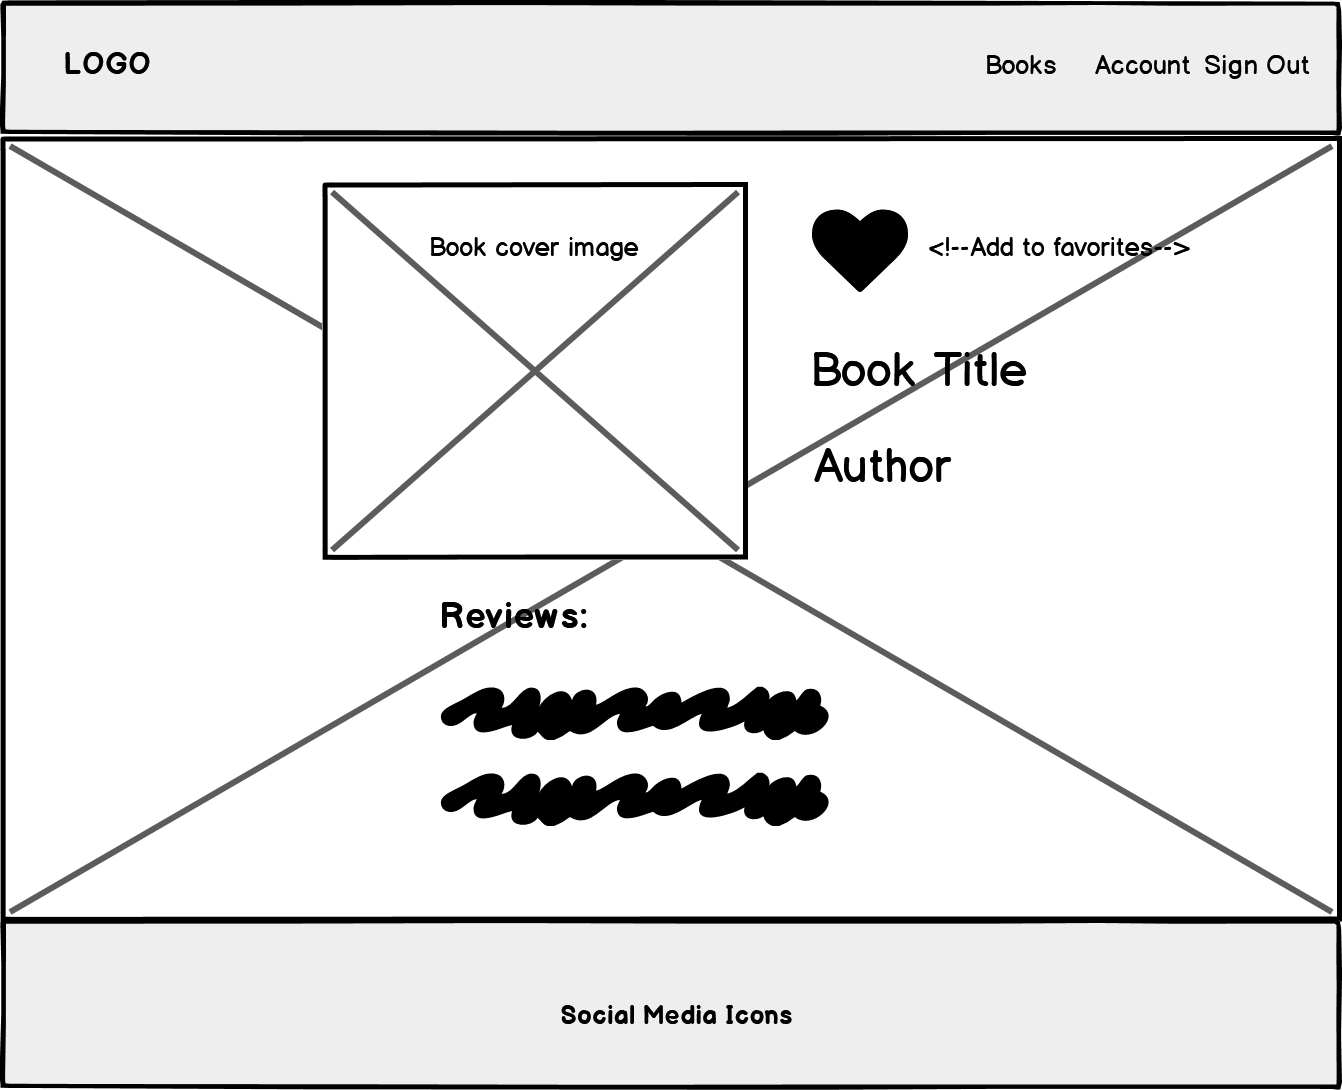 LOGO
Books Account Sign Out
Book cover image
<!--Add to favorites-->
Book Title
Author
Reviews:
Social Media Icons